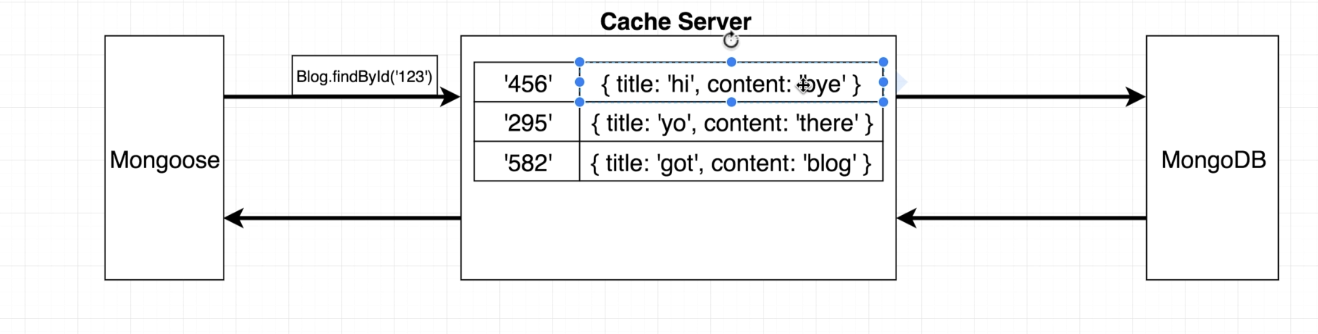 Cache Server
Blog.findById('123')
'456' { title: 'hi', content: 'bye' }
'295' { title: 'yo', content: 'there' }
'582' { title: 'got', content: 'blog' }
Mongoose
MongoDB